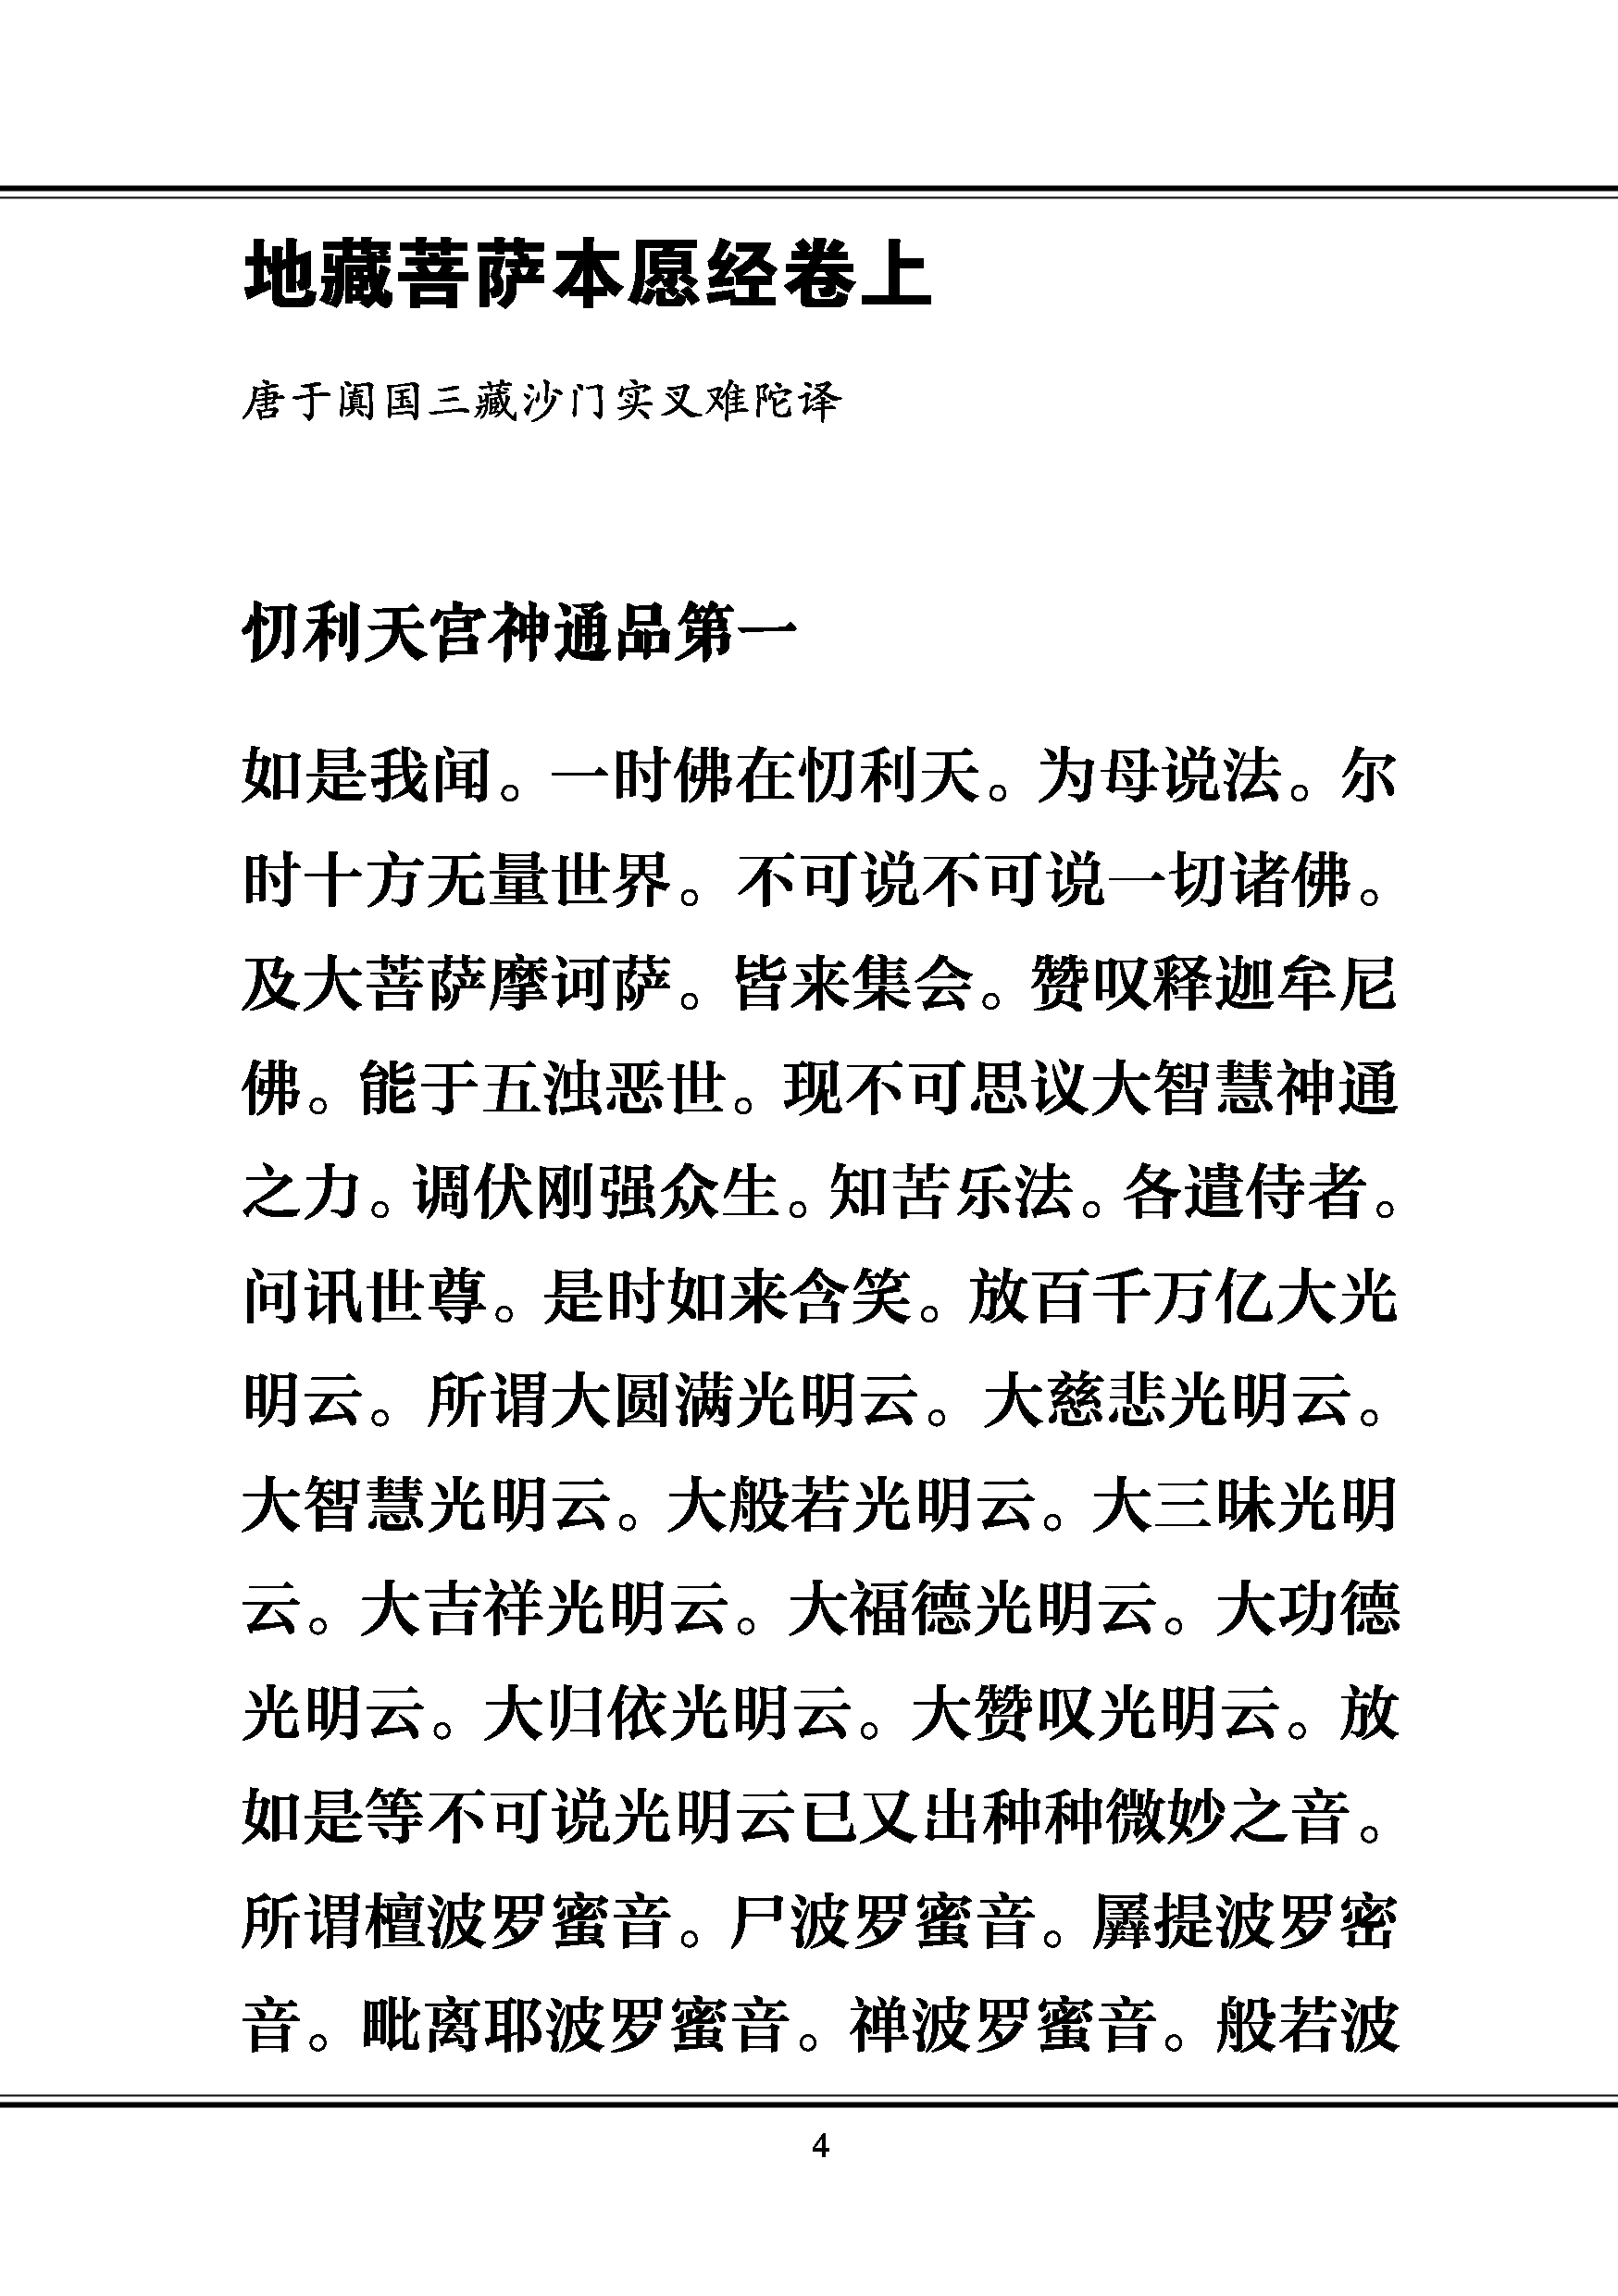 地藏菩萨本愿经卷上
唐于阗国三藏沙门实叉难陀译
忉利天宫神通品第一
如是我闻。一时佛在忉利天。为母说法。尔
时十方无量世界。不可说不可说一切诸佛。
及大菩萨摩诃萨。皆来集会。赞叹释迦牟尼
佛。能于五浊恶世。现不可思议大智慧神通
之力。调伏刚强众生。知苦乐法。各遣侍者。
问讯世尊。是时如来含笑。放百千万亿大光
明云。所谓大圆满光明云。大慈悲光明云。
大智慧光明云。大般若光明云。大三昧光明
云。大吉祥光明云。大福德光明云。大功德
光明云。大归依光明云。大赞叹光明云。放
如是等不可说光明云已又出种种微妙之音。
所谓檀波罗蜜音。尸波罗蜜音。羼提波罗密
音。毗离耶波罗蜜音。禅波罗蜜音。般若波
4